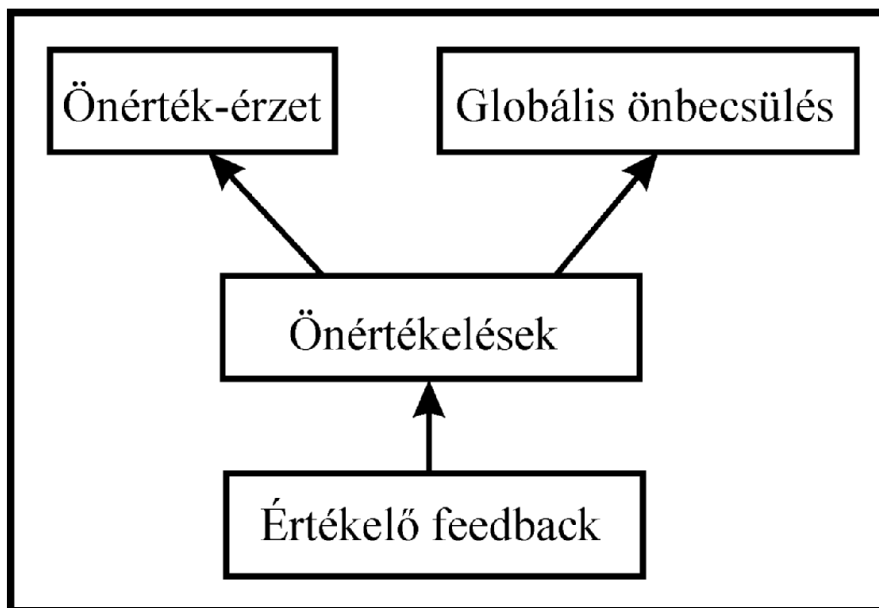 Önérték-érzet
Globális önbecsülés
Önértékelések
Értékelő feedback